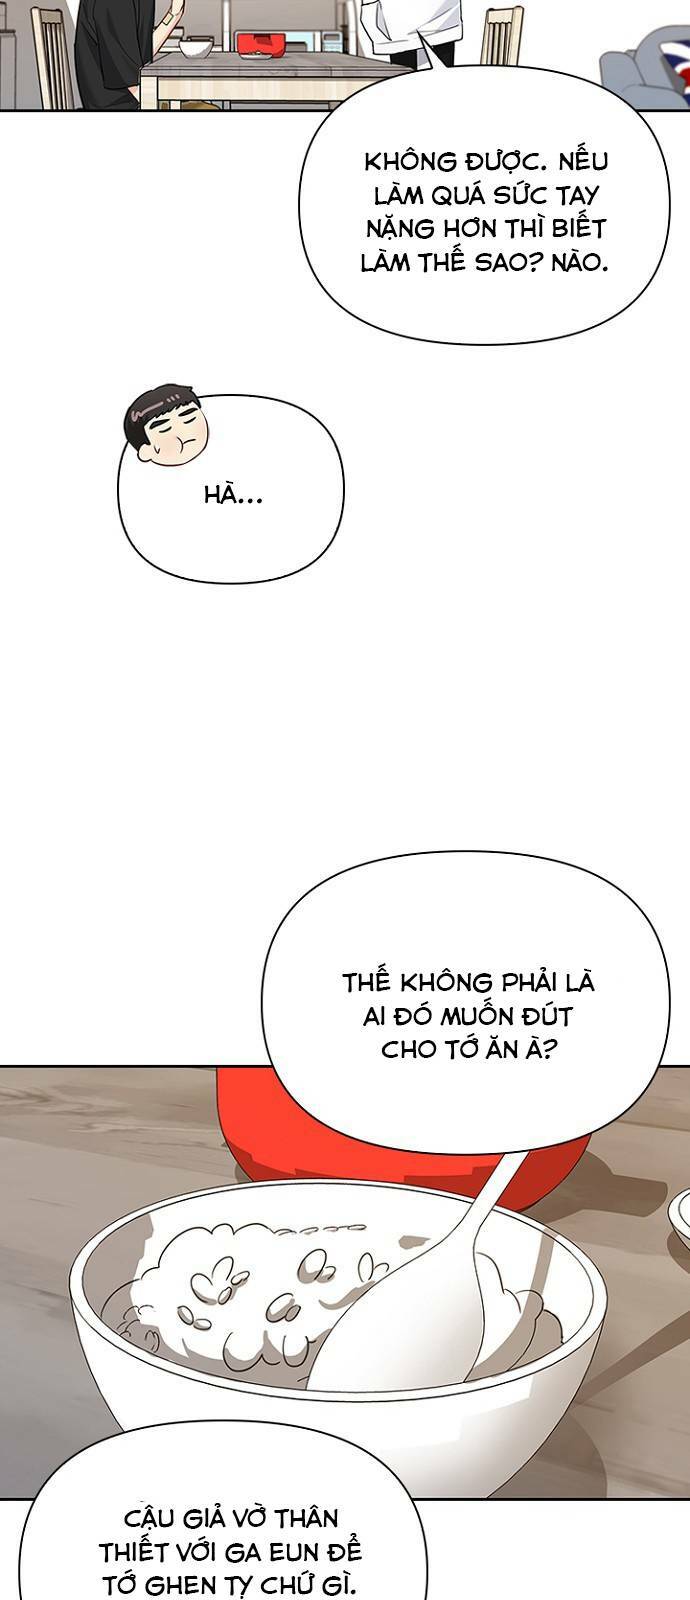 KHÔNG ĐƯỢC. NẾU
LÀM QUÁ SỨC TAY
NẶNG HƠN THÌ BIẾT
LÀM THẾ SAO? NÀO.
HÀ...
THẾ KHÔNG PHẢI LÀ
AI ĐÓ MUỐN ĐÚT
CHO TỚ ĂN À?
CẬU GIẢ VỜ THÂN
THIẾT VỚI GA EUN ĐỂ
TỚ GHEN TỴ CHỨ GÌ.